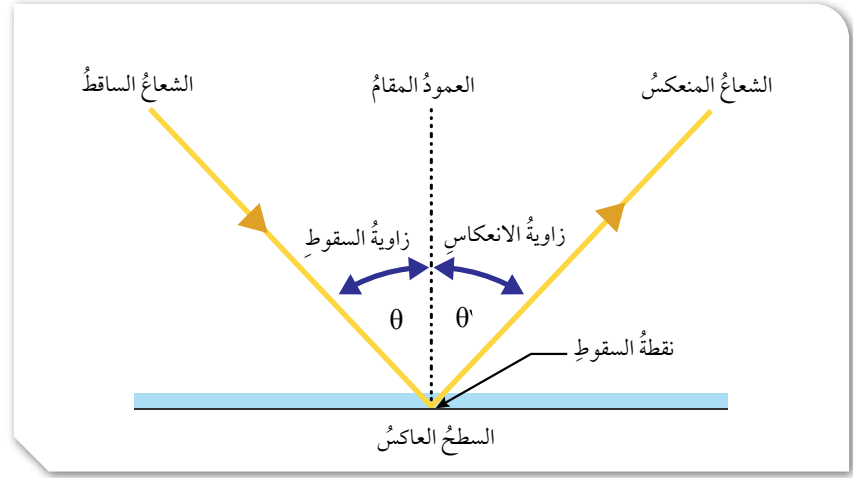 الشعاعُ الساقطُ
العمودُ المقامُ
الشعاعُ المنعكسُ
زاويةُ الانعكاسِ
زاويةُ السقوطِ
θ
θ'
نقطةُ السقوطِ
السطحُ العاكسُ